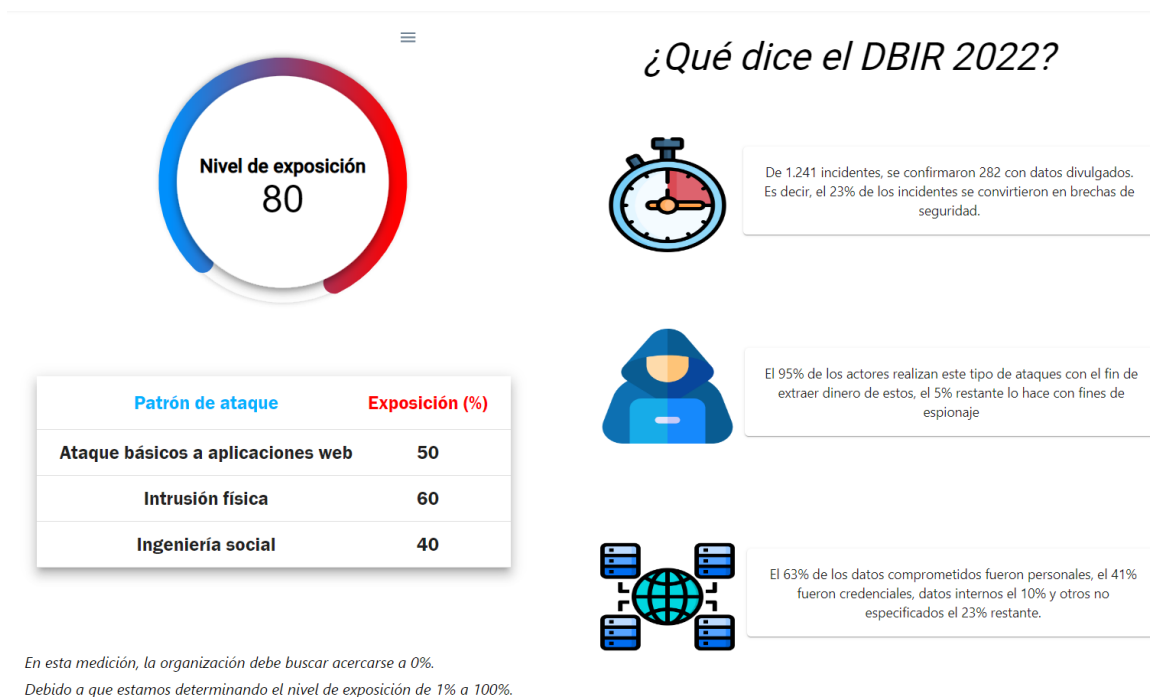 Nivel de exposición
80
Patrón de ataque Exposición (%)
Ataque básicos a aplicaciones web 50
Intrusión física 60
Ingeniería social 40
En esta medición, la organización debe buscar acercarse a 0%.
Debido a que estamos determinando el nivel de exposición de 1% a 100%.
¿Qué dice el DBIR 2022?
De 1.241 incidentes, se confirmaron 282 con datos divulgados.
Es decir, el 23% de los incidentes se convirtieron en brechas de
seguridad.
El 95% de los actores realizan este tipo de ataques con el fin de
extraer dinero de estos, el 5% restante lo hace con fines de
espionaje
El 63% de los datos comprometidos fueron personales, el 41%
fueron credenciales, datos internos el 10% y otros no
especificados el 23% restante.